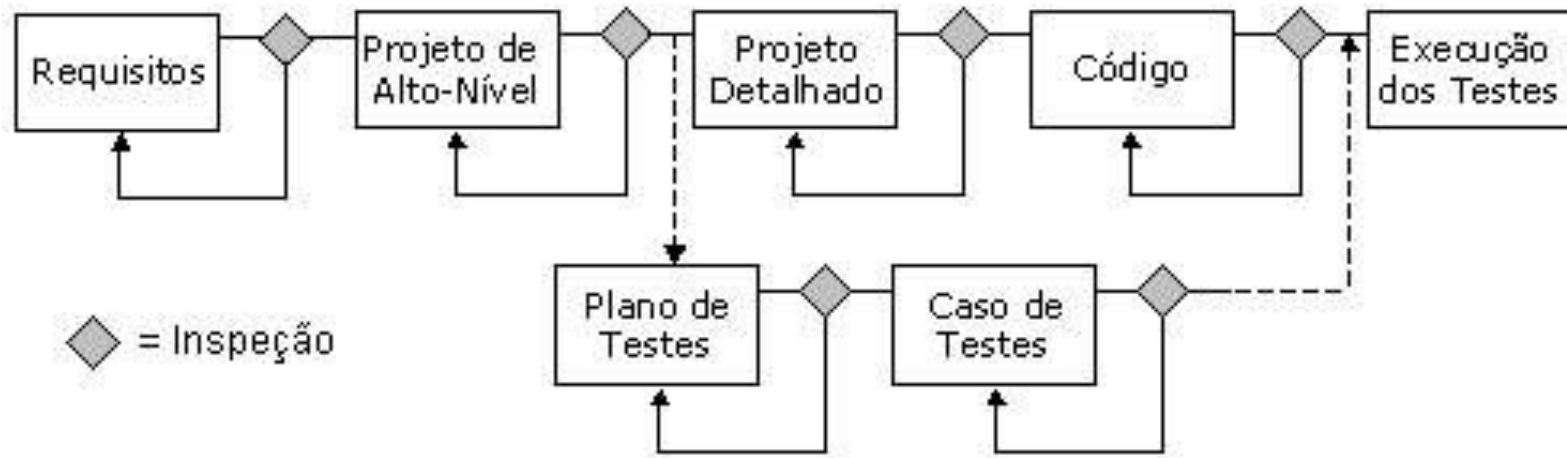 Requisitos
Projeto de
Alto-Nível
Projeto
Detalhado
Código
Execução
dos Testes
Plano de
Testes
Caso de
Testes
= Inspeção